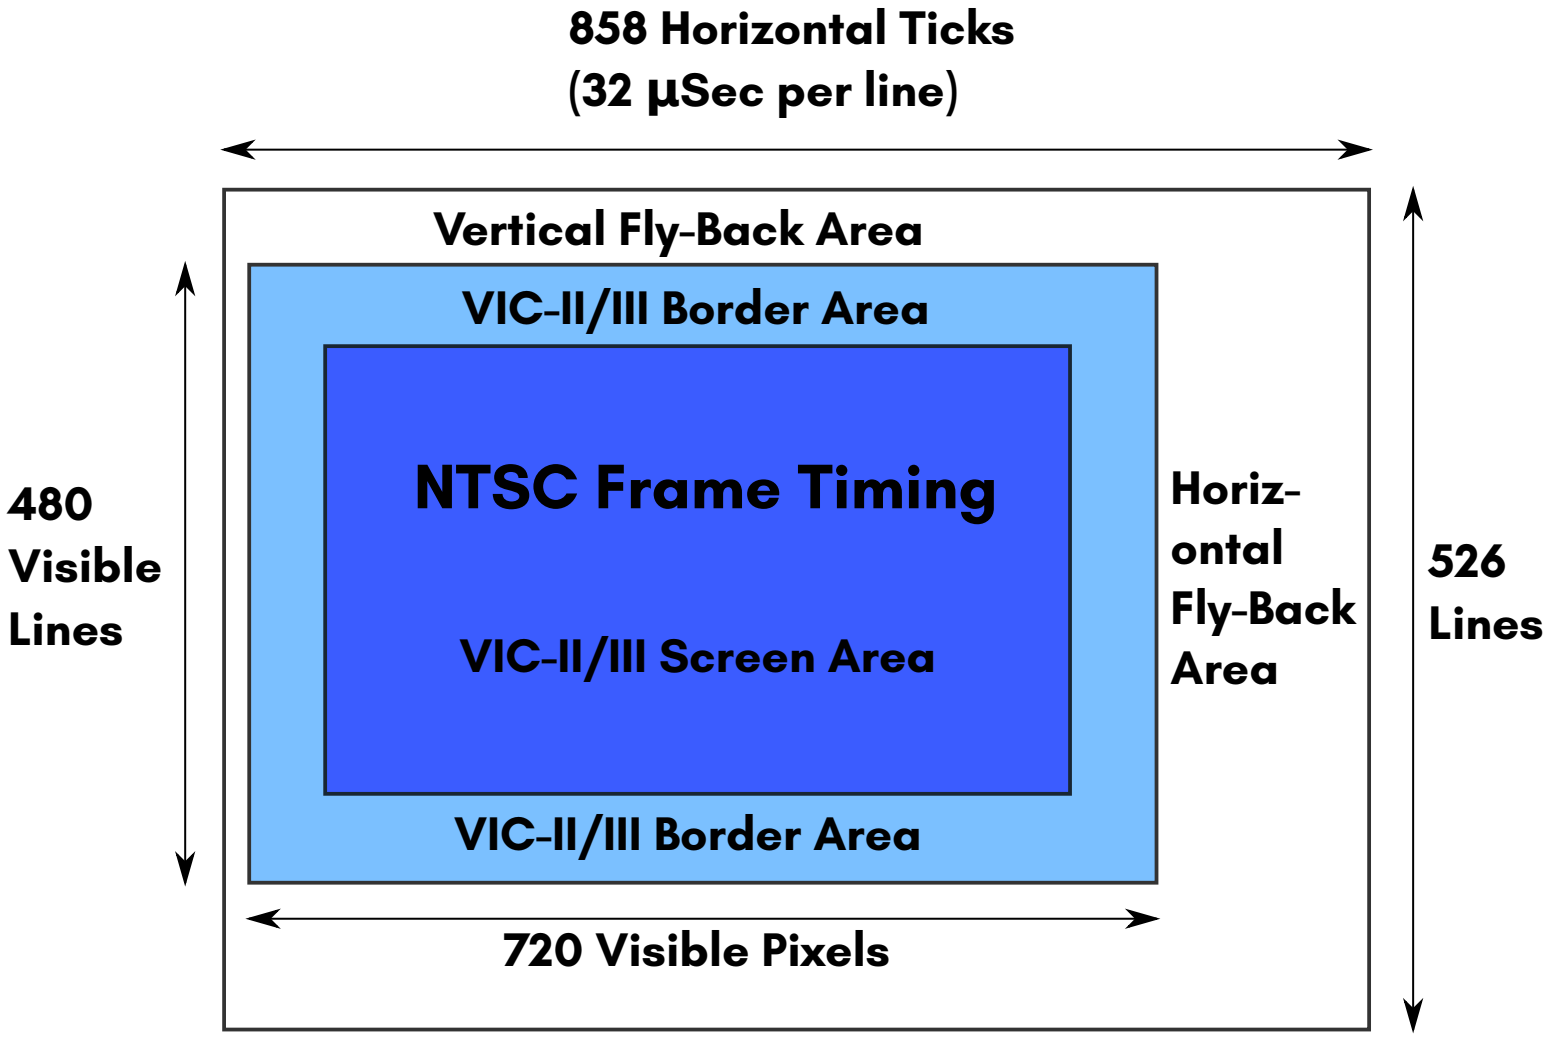 858 Horizontal Ticks
(32 µSec per line)
Vertical Fly-Back Area
VIC-II/III Border Area
NTSC Frame Timing
VIC-II/III Screen Area
VIC-II/III Border Area
480
Visible
Lines
Horiz-
ontal
Fly-Back
Area
526
Lines
720 Visible Pixels